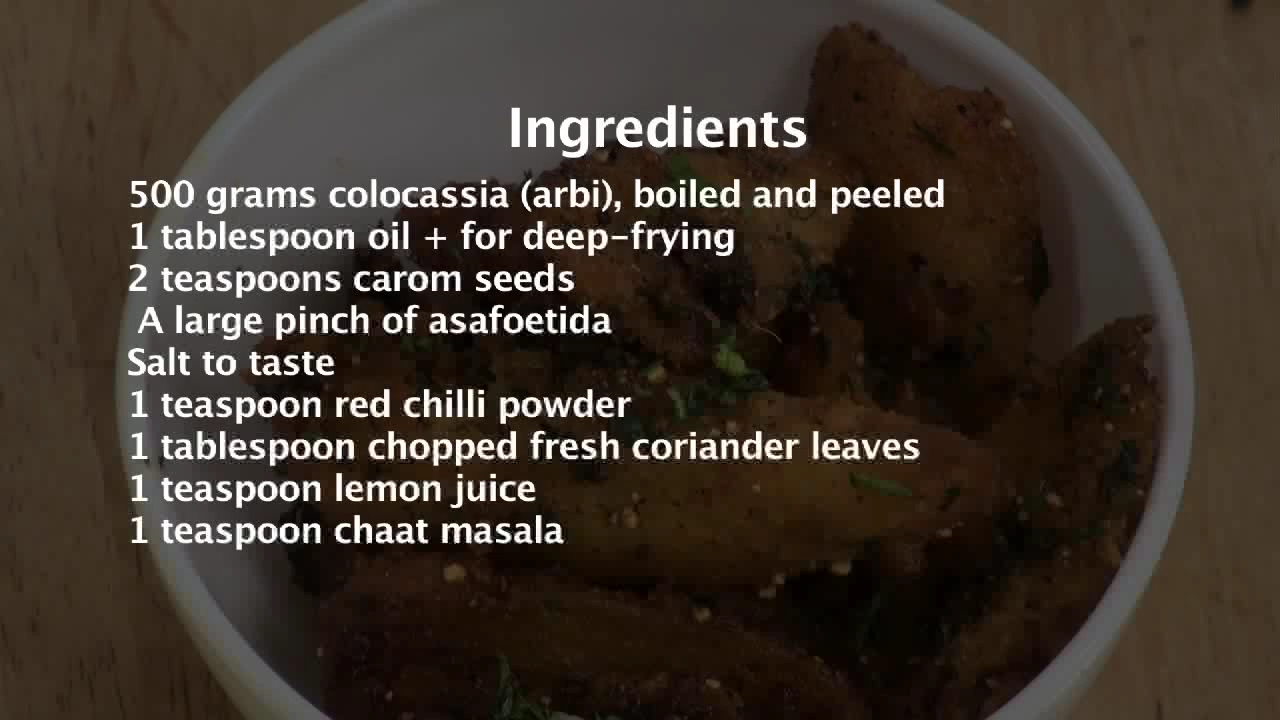 Ingredients
500 grams colocassia (arbi), boiled and peeled
1 tablespoon oil + for deep-frying
2 teaspoons carom seeds
A large pinch of asafoetida
Salt to taste
1 teaspoon red chilli powder
1 tablespoon chopped fresh coriander leaves
1 teaspoon lemon juice
1 teaspoon chaat masala